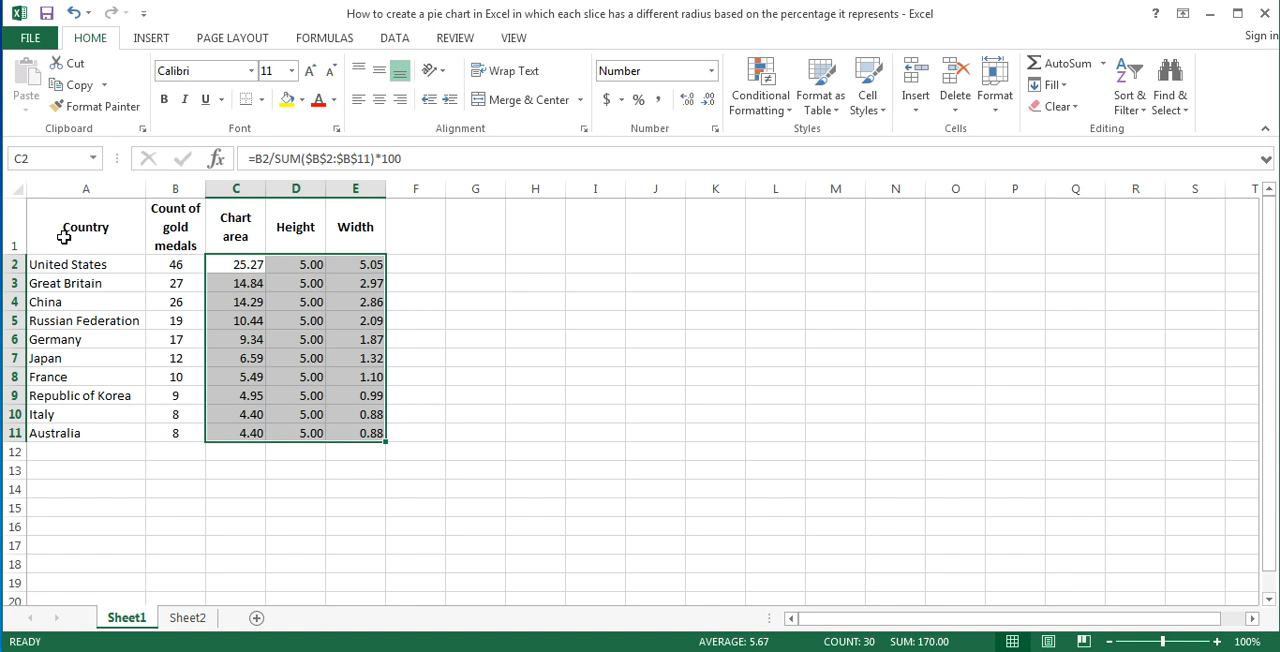 How to create a pie chart in Excel in which each slice has a different radius based on the percentage it represents - Excel
?
FILE HOME INSERT PAGE LAYOUT FORMULAS DATA REVIEW VIEW
Sign in
Paste
Cut
Copy
Format Painter
Clipboard
Calibri 11
B I U
Font
Wrap Text
Merge & Center
Alignment
Number
$ % ,
Number
Conditional Formatting
Format as Table
Cell Styles
Styles
Insert Delete Format
Cells
AutoSum
Fill
Clear
Sort & Filter
Find & Select
Editing
C2 fx =B2/SUM($B$2:$B$11)*100
A B C D E F G H I J K L M N O P Q R S T
1 Country Count of gold medals Chart area Height Width
2 United States 46 25.27 5.00 5.05
3 Great Britain 27 14.84 5.00 2.97
4 China 26 14.29 5.00 2.86
5 Russian Federation 19 10.44 5.00 2.09
6 Germany 17 9.34 5.00 1.87
7 Japan 12 6.59 5.00 1.32
8 France 10 5.49 5.00 1.10
9 Republic of Korea 9 4.95 5.00 0.99
10 Italy 8 4.40 5.00 0.88
11 Australia 8 4.40 5.00 0.88
12
13
14
15
16
17
18
19
20
Sheet1 Sheet2
READY AVERAGE: 5.67 COUNT: 30 SUM: 170.00 100%